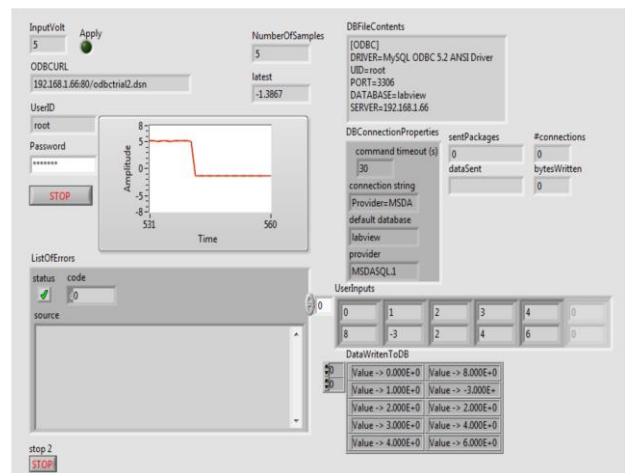 InputVolt
5
Apply
ODBCURL
192.168.1.66:80/odbctrial2.dsn
UserID
root
Password
*******
STOP
NumberOfSamples
5
latest
-1.3867
8
5
0
-5
-8
Amplitude
531
560
Time
DBFileContents
[ODBC]
DRIVER=MySQL ODBC 5.2 ANSI Driver
UID=root
PORT=3306
DATABASE=labview
SERVER=192.168.1.66
DBConnectionProperties
command timeout (s)
30
connection string
Provider=MSDA
default database
labview
provider
MSDASQL.1
sentPackages
0
#connections
0
dataSent
bytesWritten
0
ListOfErrors
status
code
0
source
UserInputs
0
0 1 2 3 4 0
8 -3 2 4 6 0
DataWritenToDB
0
0
Value -> 0.000E+0 Value -> 8.000E+0
Value -> 1.000E+0 Value -> -3.000E+
Value -> 2.000E+0 Value -> 2.000E+0
Value -> 3.000E+0 Value -> 4.000E+0
Value -> 4.000E+0 Value -> 6.000E+0
stop 2
STOP